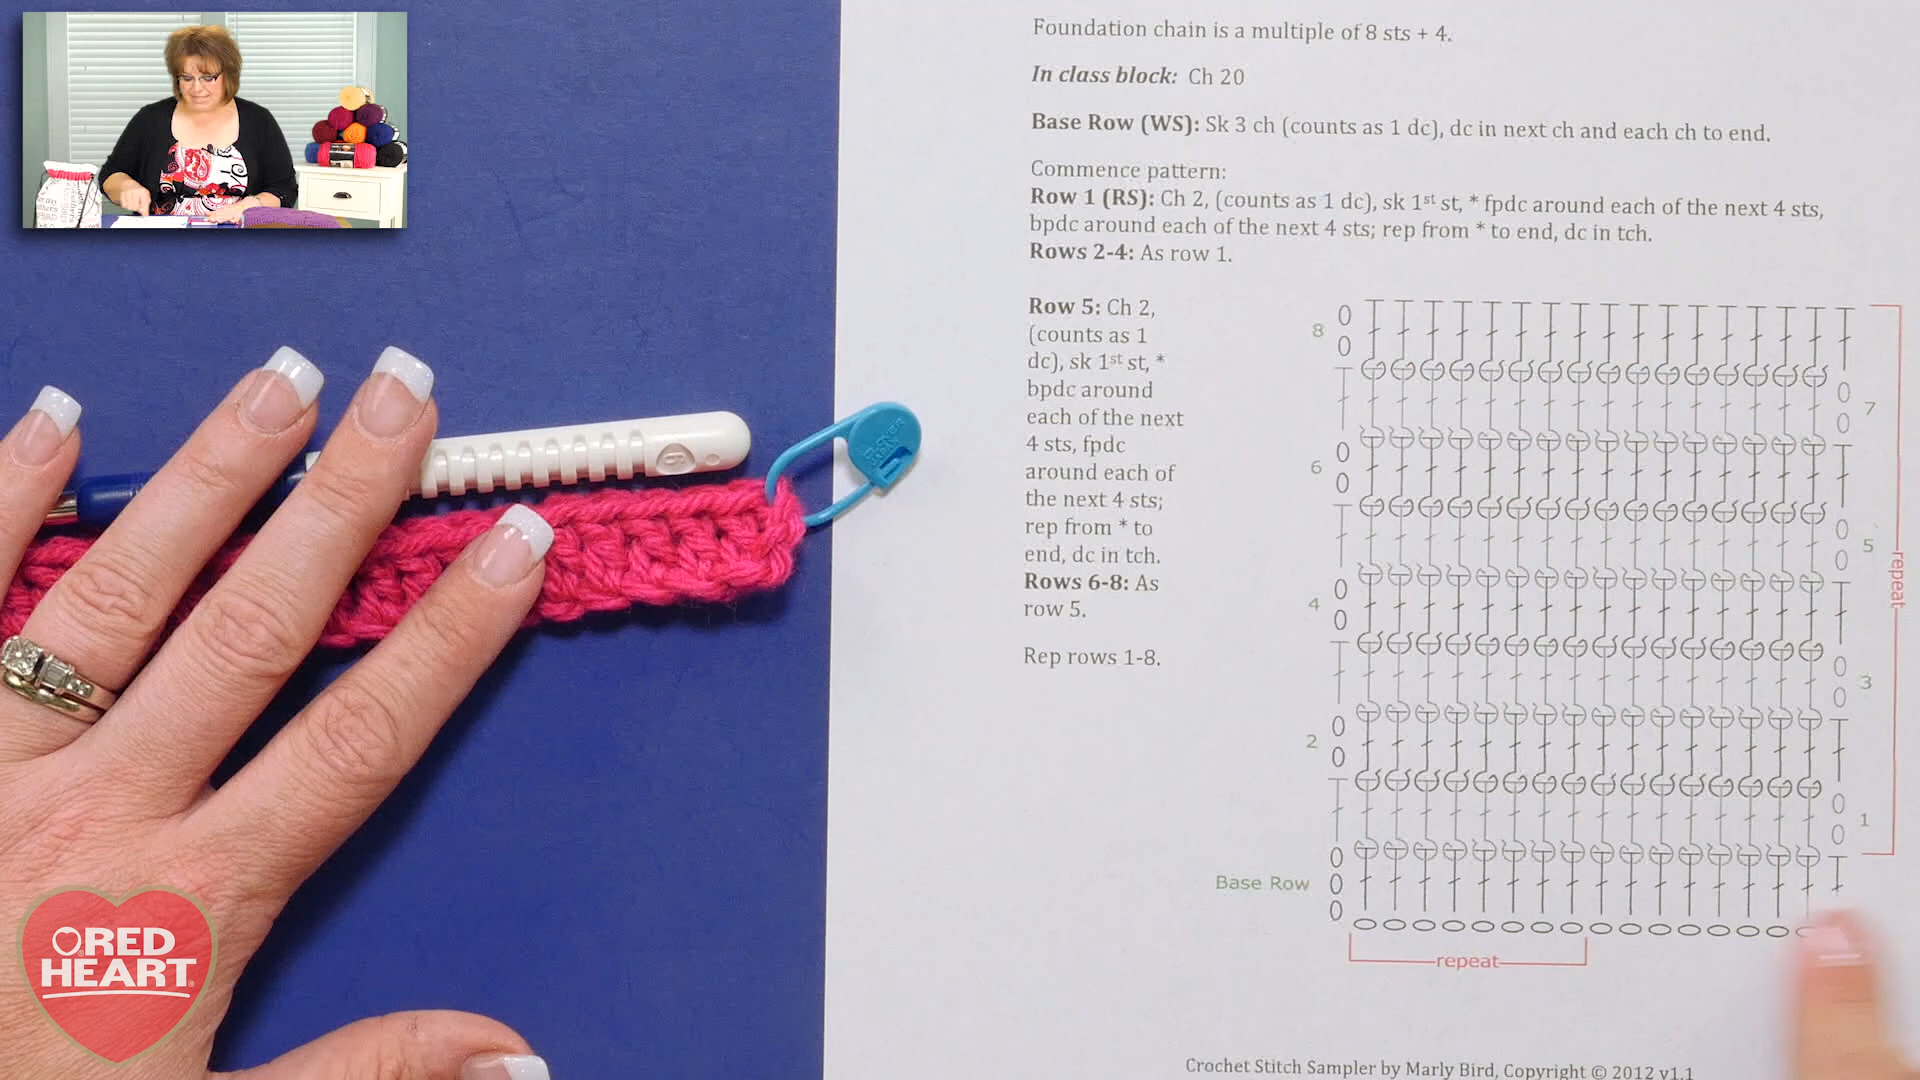 Foundation chain is a multiple of 8 sts + 4.
In class block: Ch 20
Base Row (WS): Sk 3 ch (counts as 1 dc), dc in next ch and each ch to end.
Commence pattern:
Row 1 (RS): Ch 2, (counts as 1 dc), sk 1st st, * fpdc around each of the next 4 sts,
bpdc around each of the next 4 sts; rep from * to end, dc in tch.
Rows 2-4: As row 1.
Row 5: Ch 2,
(counts as 1
dc), sk 1st st, *
bpdc around
each of the next
4 sts, fpdc
around each of
the next 4 sts;
rep from * to
end, dc in tch.
Rows 6-8: As
row 5.
Rep rows 1-8.
8
7
6
5
repeat
4
3
2
1
Base Row
repeat
6
RED
HEART
Crochet Stitch Sampler by Marly Bird, Copyright © 2012 v1.1